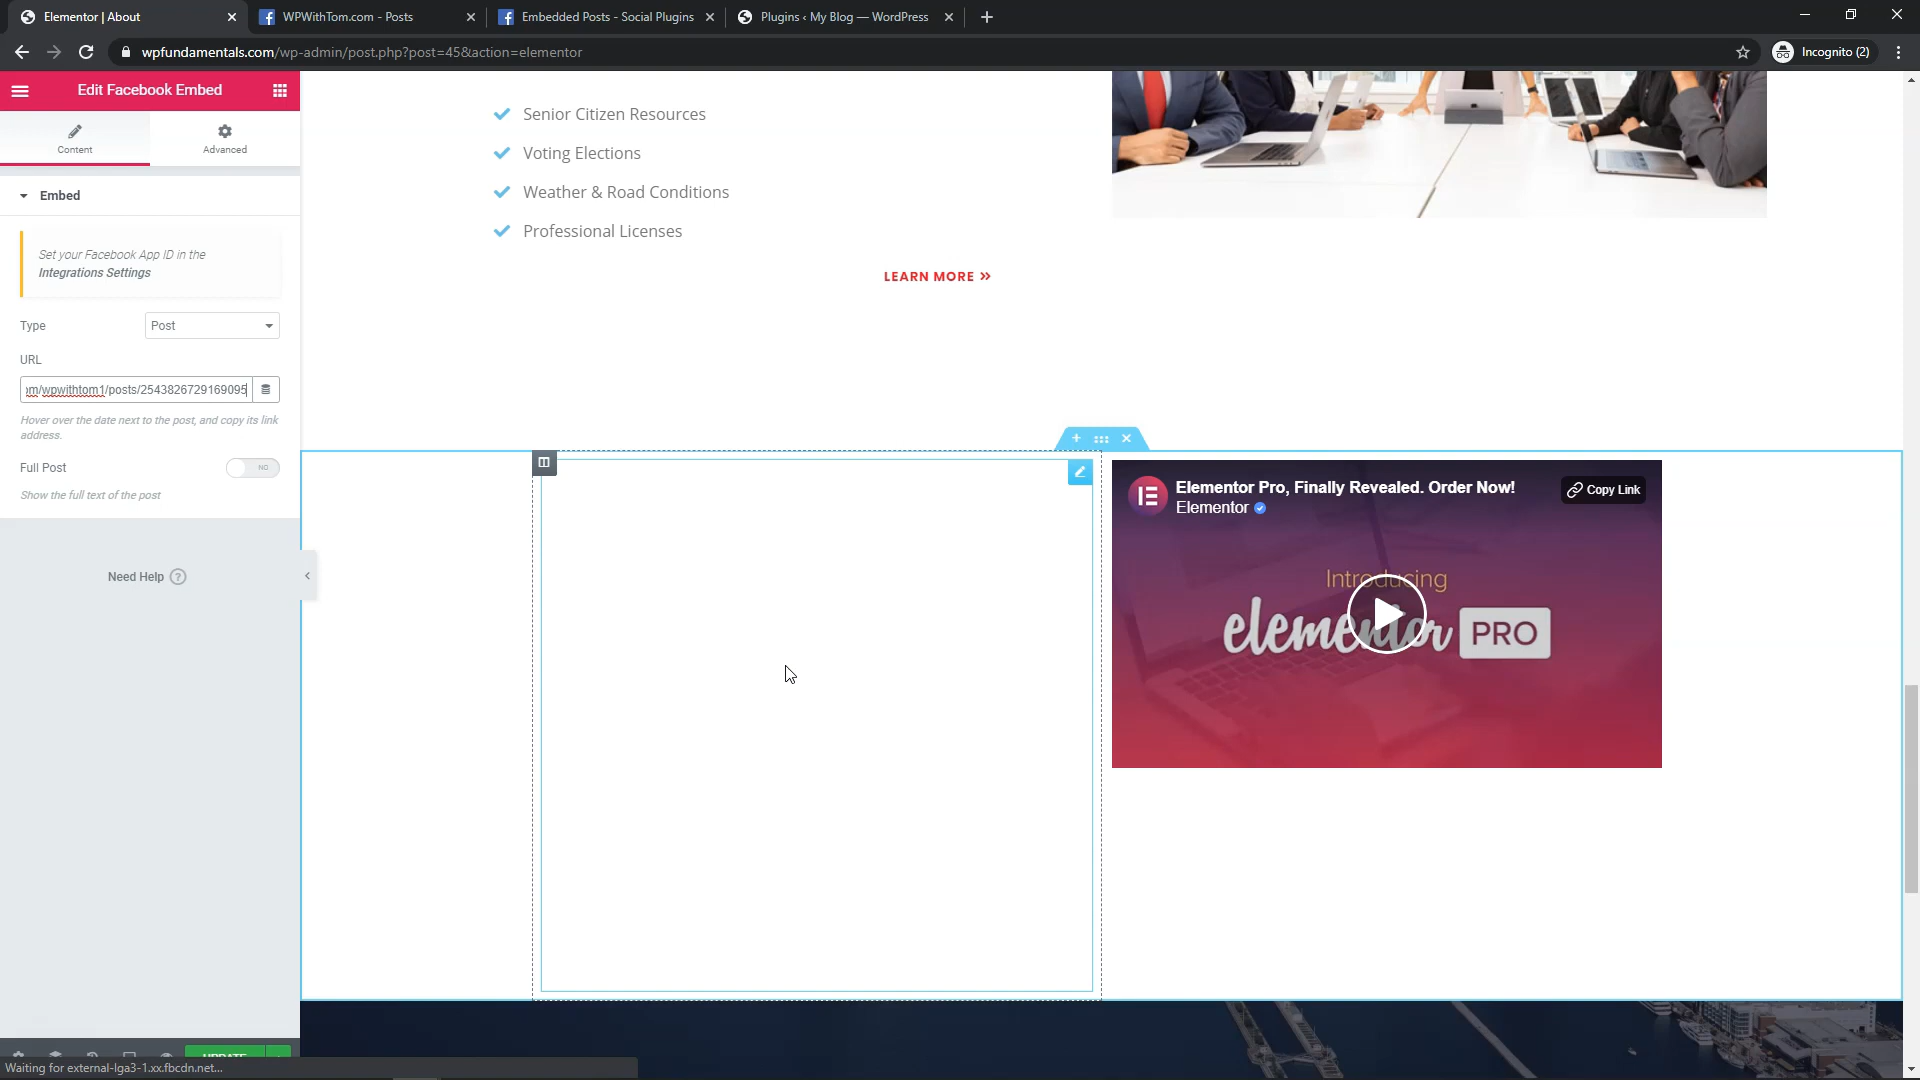 Elementor | About
WPWithTom.com - Posts
Embedded Posts - Social Plugins
Plugins ‹ My Blog — WordPress
wpfundamentals.com/wp-admin/post.php?post=45&action=elementor
Incognito (2)
Edit Facebook Embed
Content
Advanced
Embed
Set your Facebook App ID in the
Integrations Settings
Type
Post
URL
om/wpwithtom1/posts/2543826729169095
Hover over the date next to the post, and copy its link
address.
Full Post
NO
Show the full text of the post
Need Help ?
UPDATE
Waiting for external-lga3-1.xx.fbcdn.net...
Senior Citizen Resources
Voting Elections
Weather & Road Conditions
Professional Licenses
LEARN MORE »
Elementor Pro, Finally Revealed. Order Now!
Elementor
Copy Link
Introducing
elementor PRO